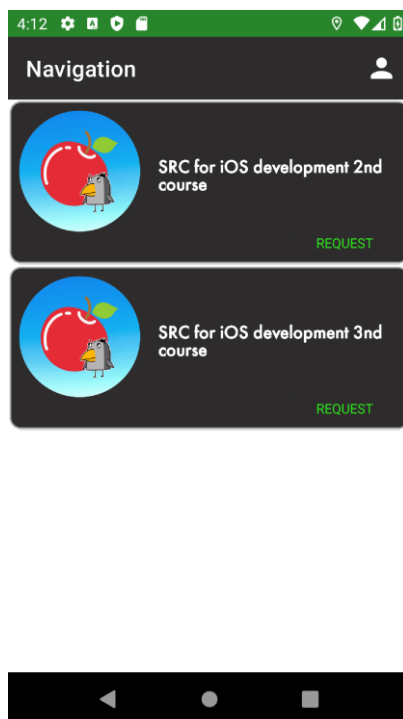 4:12
Navigation
SRC for iOS development 2nd
course
REQUEST
SRC for iOS development 3nd
course
REQUEST